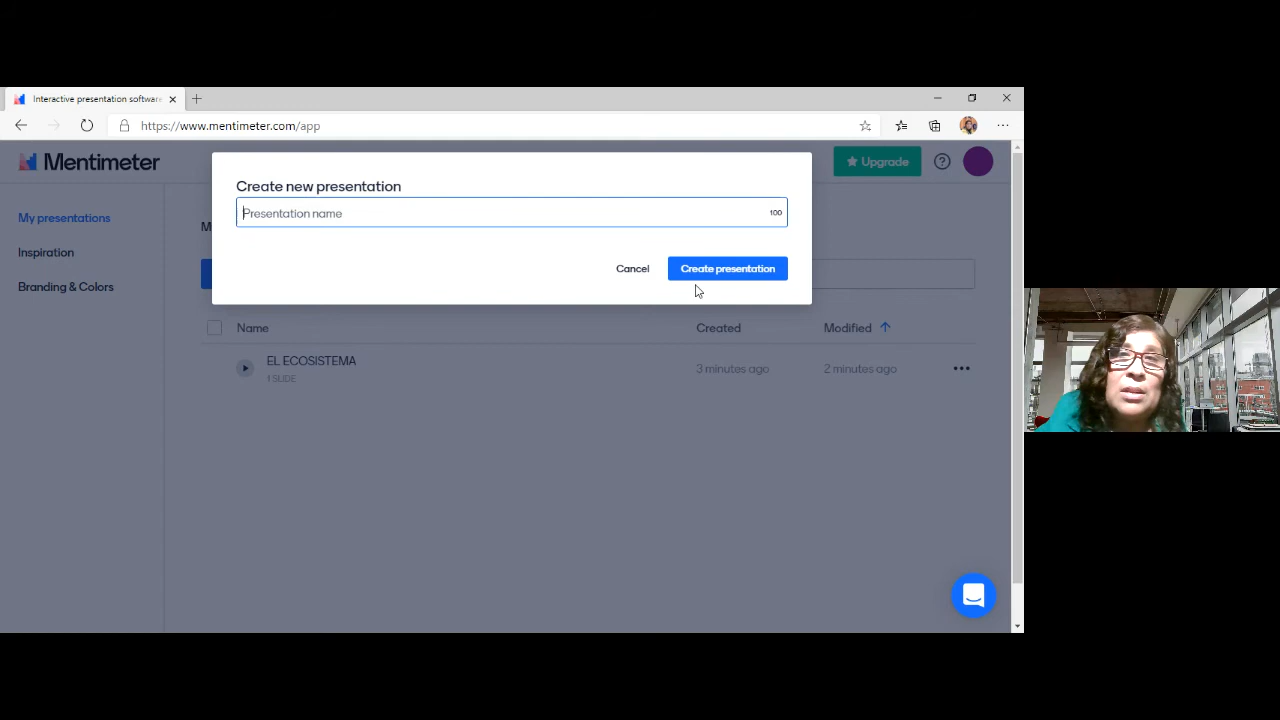 Interactive presentation software
https://www.mentimeter.com/app
Mentimeter
Upgrade
My presentations
Inspiration
Branding & Colors
M
Create new presentation
Presentation name
100
Cancel
Create presentation
Name
Created
Modified
EL ECOSISTEMA
1 SLIDE
3 minutes ago
2 minutes ago